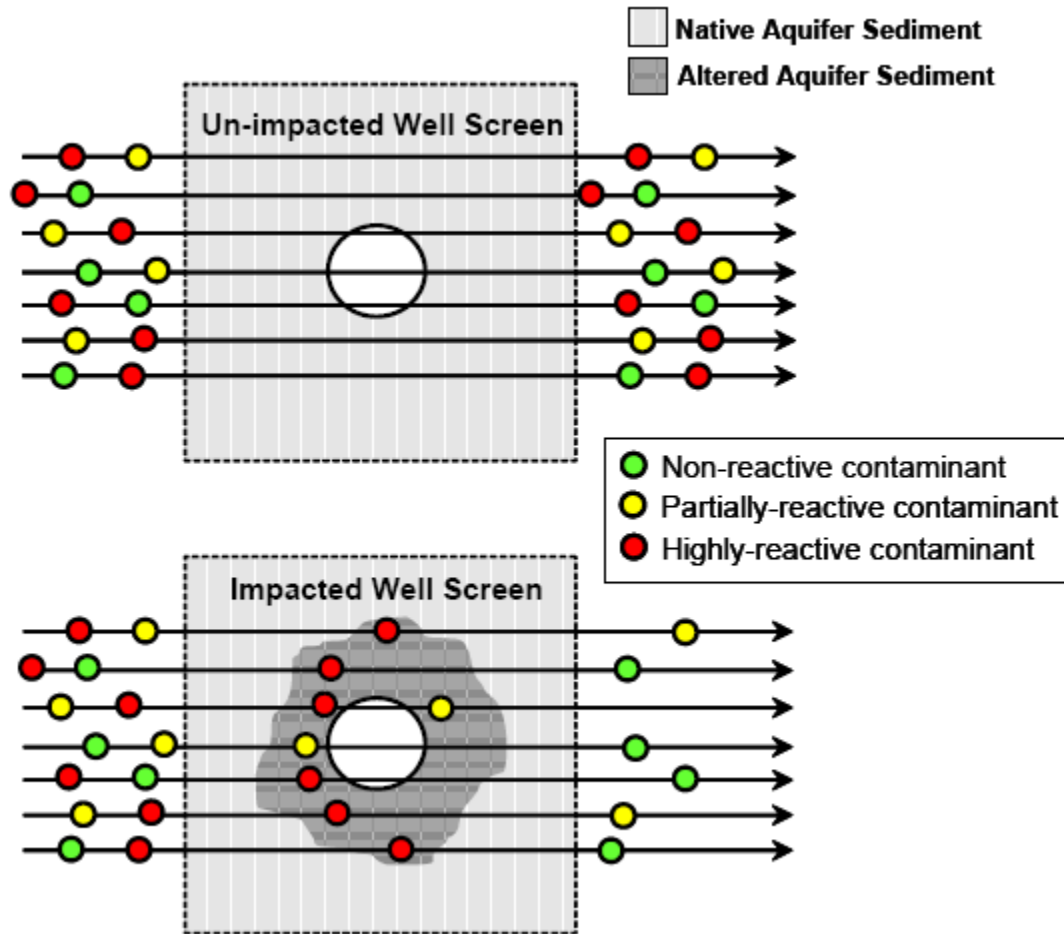 Native Aquifer Sediment
Altered Aquifer Sediment
Un-impacted Well Screen
Non-reactive contaminant
Partially-reactive contaminant
Highly-reactive contaminant
Impacted Well Screen